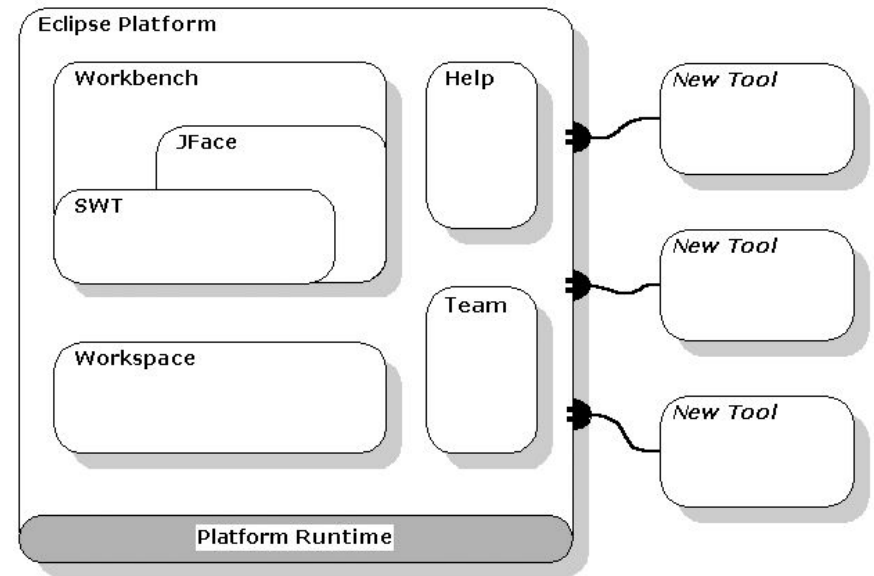 Eclipse Platform
Workbench
JFace
SWT
Workspace
Help
Team
Platform Runtime
New Tool
New Tool
New Tool